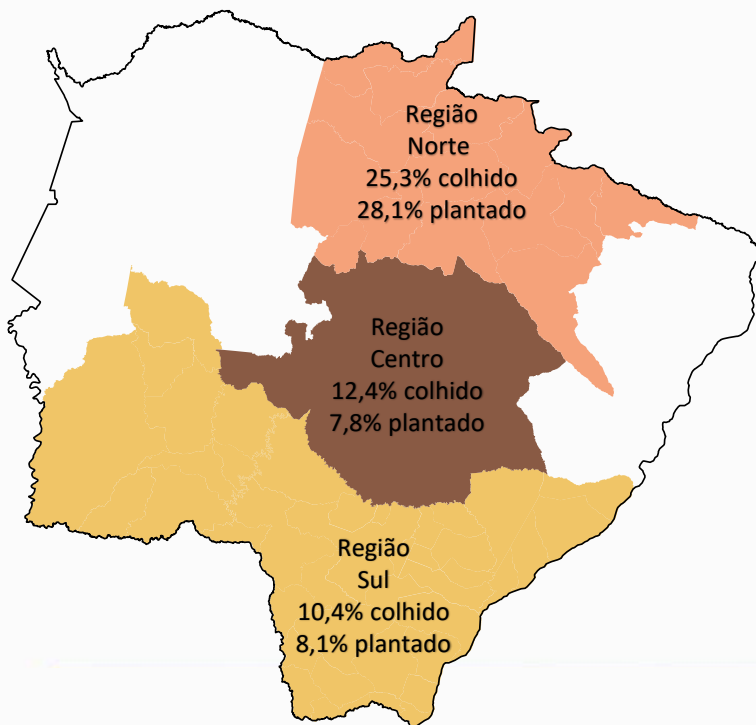 Região
Norte
25,3% colhido
28,1% plantado
Região
Centro
12,4% colhido
7,8% plantado
Região
Sul
10,4% colhido
8,1% plantado